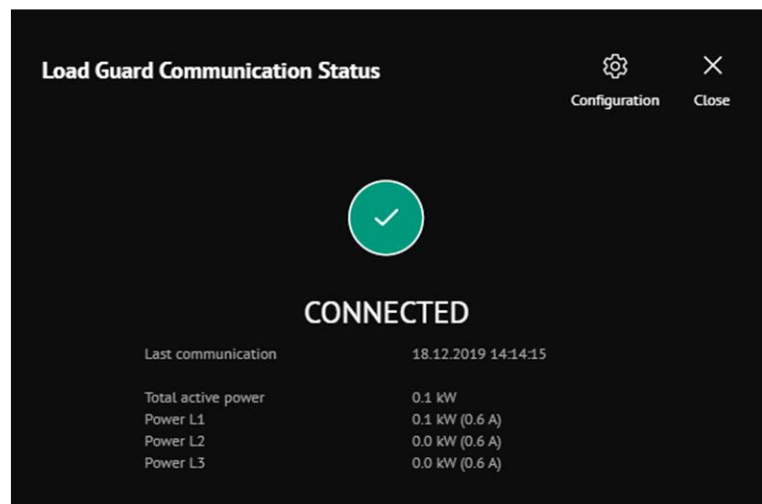 Load Guard Communication Status
Configuration
Close
CONNECTED
Last communication 18.12.2019 14:14:15
Total active power 0.1 kW
Power L1 0.1 kW (0.6 A)
Power L2 0.0 kW (0.6 A)
Power L3 0.0 kW (0.6 A)